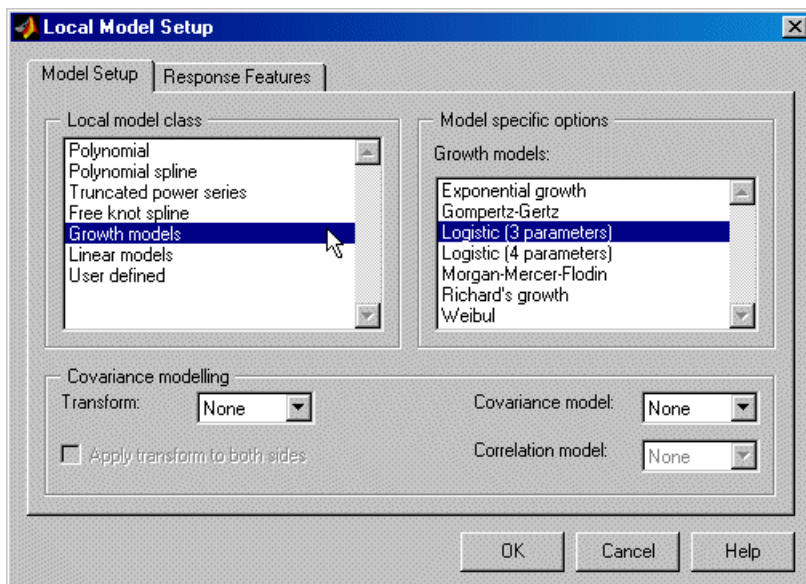 Local Model Setup
Model Setup
Response Features
Local model class
Polynomial
Polynomial spline
Truncated power series
Free knot spline
Growth models
Linear models
User defined
Model specific options
Growth models:
Exponential growth
Gompertz-Gertz
Logistic (3 parameters)
Logistic (4 parameters)
Morgan-Mercer-Flodin
Richard's growth
Weibul
Covariance modelling
Transform:
None
Apply transform to both sides
Covariance model:
None
Correlation model:
None
OK
Cancel
Help